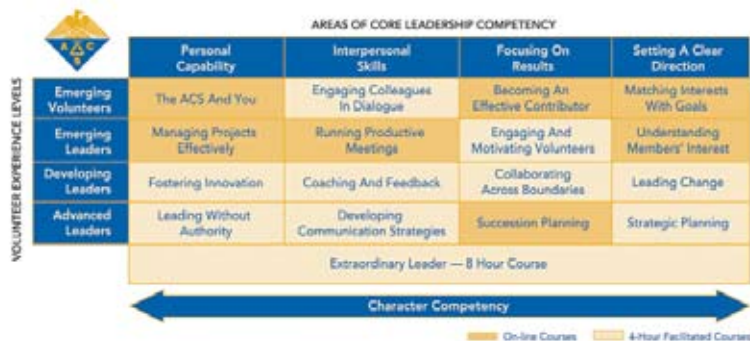 AREAS OF CORE LEADERSHIP COMPETENCY
A C S
Personal
Capability
Interpersonal
Skills
Focusing On
Results
Setting A Clear
Direction
VOLUNTEER EXPERIENCE LEVELS
Emerging
Volunteers
The ACS And You
Engaging Colleagues
In Dialogue
Becoming An
Effective Contributor
Matching Interests
With Goals
Emerging
Leaders
Managing Projects
Effectively
Running Productive
Meetings
Engaging And
Motivating Volunteers
Understanding
Members' Interest
Developing
Leaders
Fostering Innovation
Coaching And Feedback
Collaborating
Across Boundaries
Leading Change
Advanced
Leaders
Leading Without
Authority
Developing
Communication Strategies
Succession Planning
Strategic Planning
Extraordinary Leader — 8 Hour Course
Character Competency
On-line Courses
4-Hour Facilitated Courses